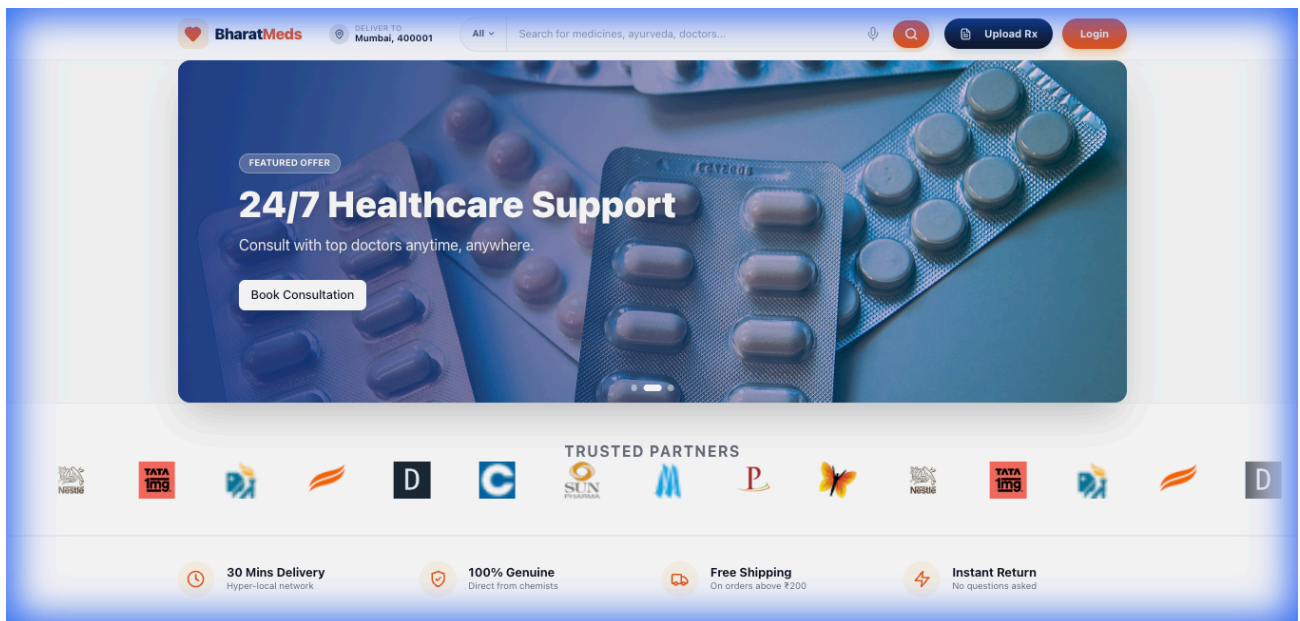 BharatMeds
DELIVER TO
Mumbai, 400001
All
Search for medicines, ayurveda, doctors...
Upload Rx
Login
FEATURED OFFER
24/7 Healthcare Support
Consult with top doctors anytime, anywhere.
Book Consultation
TRUSTED PARTNERS
Nestlé
TATA
1mg
D
C
SUN
PHARMA
P
Nestlé
TATA
1mg
D
30 Mins Delivery
Hyper-local network
100% Genuine
Direct from chemists
Free Shipping
On orders above ₹200
Instant Return
No questions asked